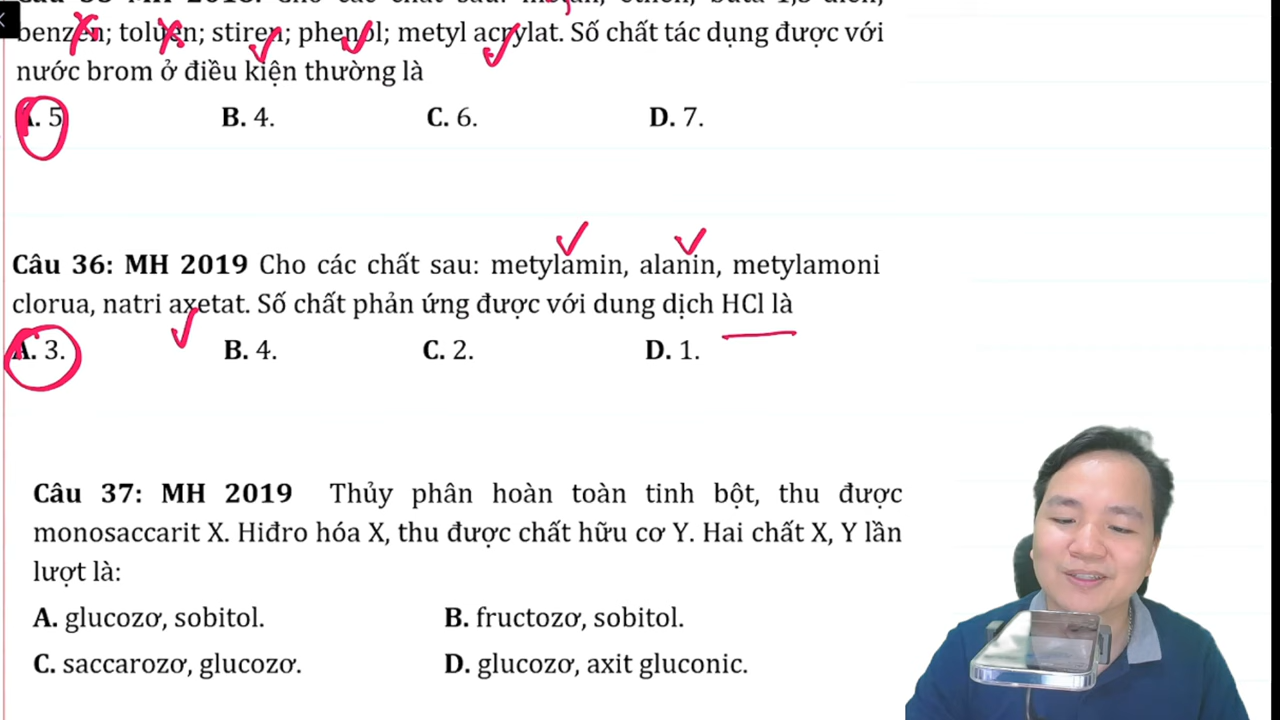 benzen; toluen; stiren; phenol; metyl acrylat. Số chất tác dụng được với
nước brom ở điều kiện thường là
A. 5
B. 4.
C. 6.
D. 7.
Câu 36: MH 2019 Cho các chất sau: metylamin, alanin, metylamoni
clorua, natri axetat. Số chất phản ứng được với dung dịch HCl là
A. 3.
B. 4.
C. 2.
D. 1.
Câu 37: MH 2019 Thủy phân hoàn toàn tinh bột, thu được
monosaccarit X. Hiđro hóa X, thu được chất hữu cơ Y. Hai chất X, Y lần
lượt là:
A. glucozơ, sobitol.
B. fructozơ, sobitol.
C. saccarozơ, glucozơ.
D. glucozơ, axit gluconic.